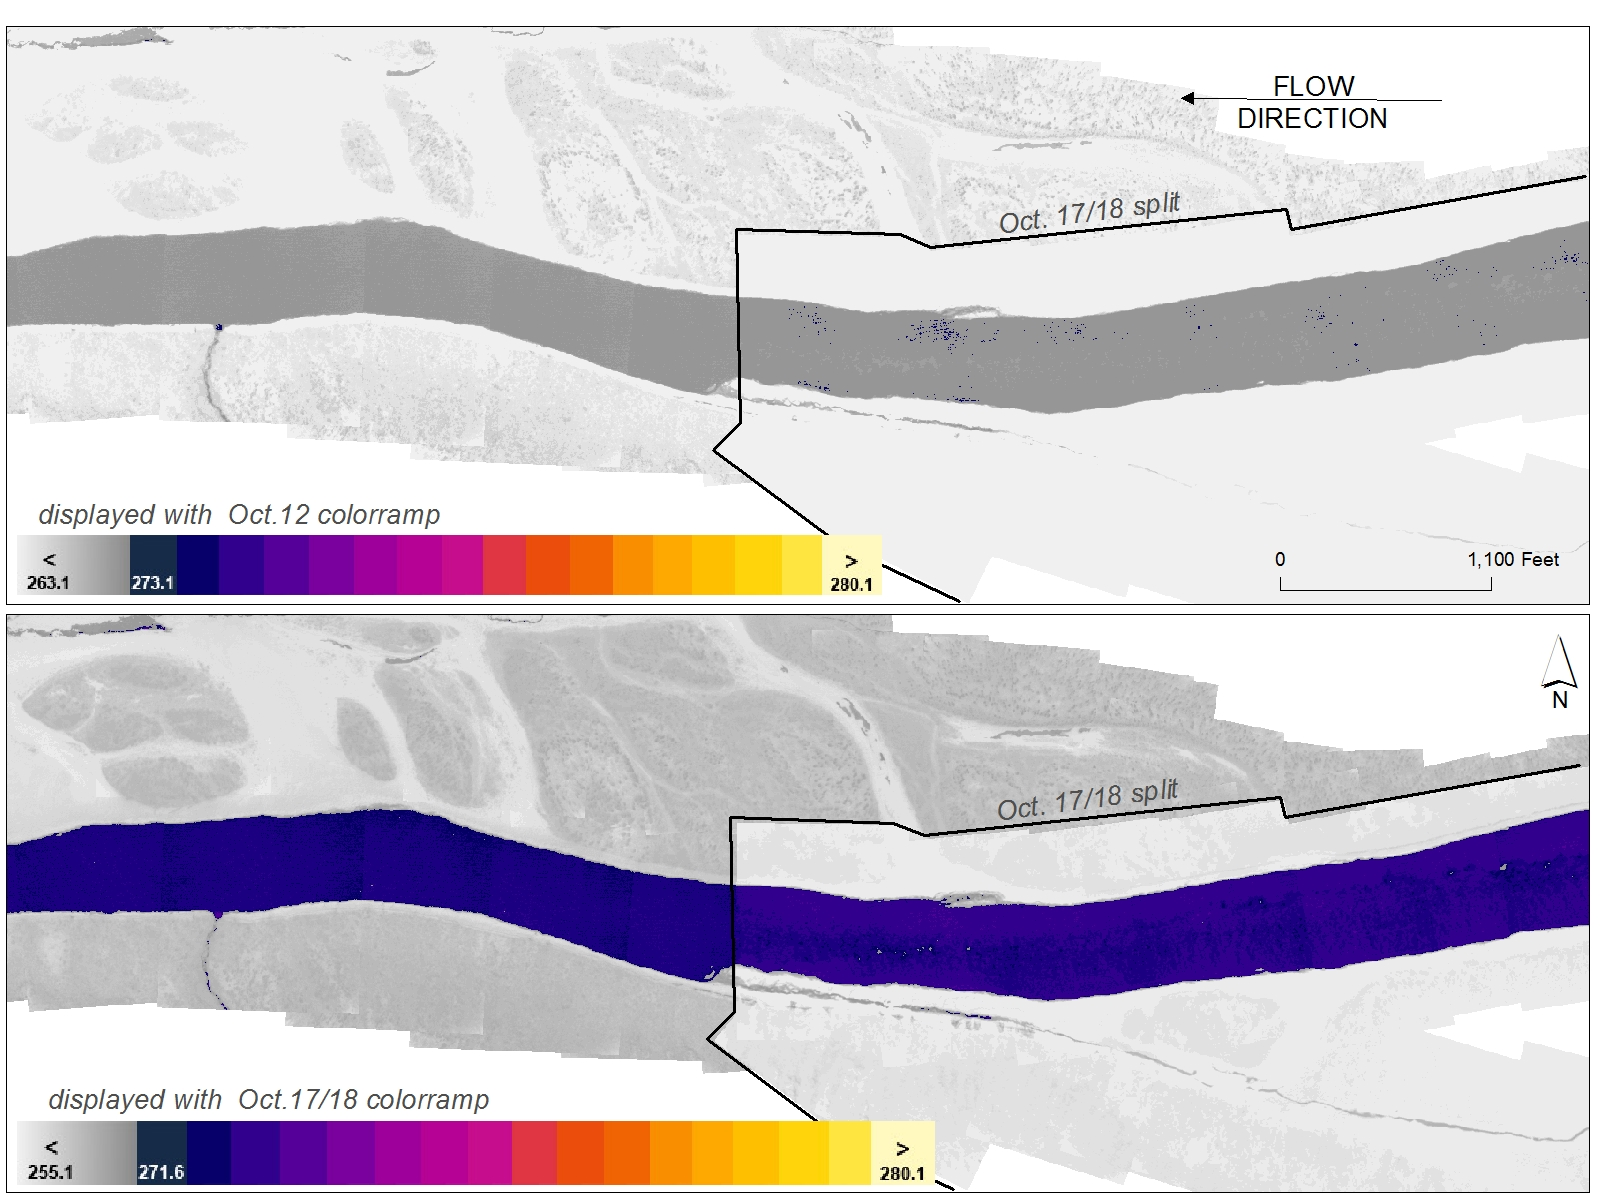 FLOW
DIRECTION
Oct. 17/18 split
displayed with Oct.12 colorramp
0 1,100 Feet
< >
263.1 273.1 280.1
N
Oct. 17/18 split
displayed with Oct.17/18 colorramp
< >
255.1 271.6 280.1